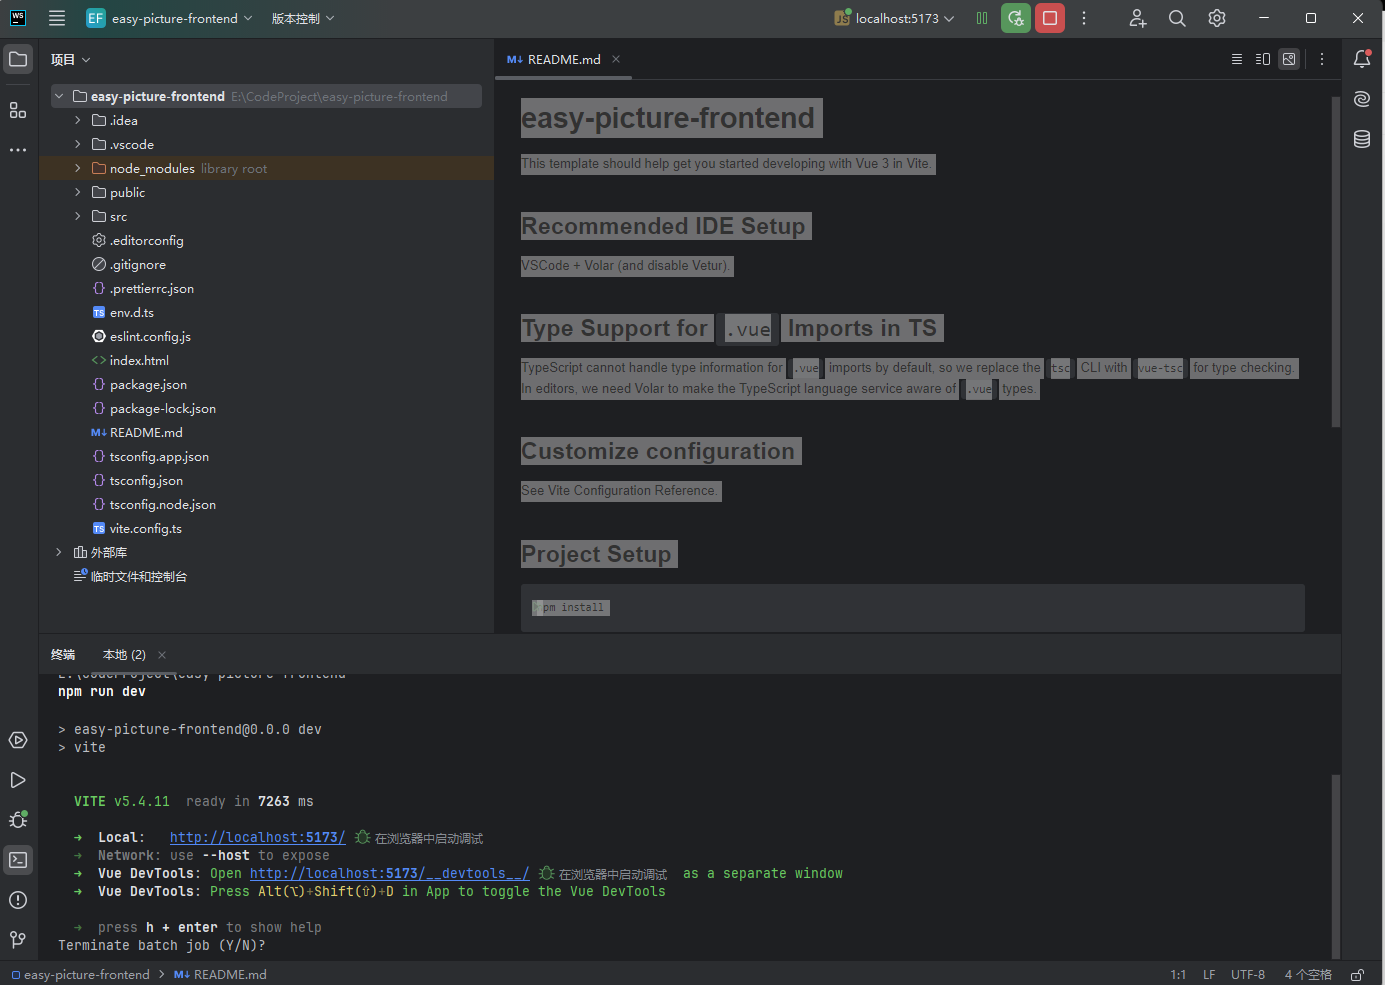 WS
EF easy-picture-frontend 版本控制 JS localhost:5173
项目
M↓ README.md
easy-picture-frontend E:\CodeProject\easy-picture-frontend
.idea
.vscode
node_modules library root
public
src
.editorconfig
.gitignore
{} .prettierrc.json
TS env.d.ts
eslint.config.js
<> index.html
{} package.json
{} package-lock.json
M↓ README.md
{} tsconfig.app.json
{} tsconfig.json
{} tsconfig.node.json
TS vite.config.ts
外部库
临时文件和控制台
easy-picture-frontend
This template should help get you started developing with Vue 3 in Vite.
Recommended IDE Setup
VSCode + Volar (and disable Vetur).
Type Support for .vue Imports in TS
TypeScript cannot handle type information for .vue imports by default, so we replace the tsc CLI with vue-tsc for type checking.
In editors, we need Volar to make the TypeScript language service aware of .vue types.
Customize configuration
See Vite Configuration Reference.
Project Setup
pm install
终端 本地 (2)
E:\CodeProject\easy-picture-frontend
npm run dev
> easy-picture-frontend@0.0.0 dev
> vite
VITE v5.4.11 ready in 7263 ms
➜ Local: http://localhost:5173/ 在浏览器中启动调试
➜ Network: use --host to expose
➜ Vue DevTools: Open http://localhost:5173/__devtools__/ 在浏览器中启动调试 as a separate window
➜ Vue DevTools: Press Alt(⌥)+Shift(⇧)+D in App to toggle the Vue DevTools
➜ press h + enter to show help
Terminate batch job (Y/N)?
easy-picture-frontend > M↓ README.md 1:1 LF UTF-8 4 个空格